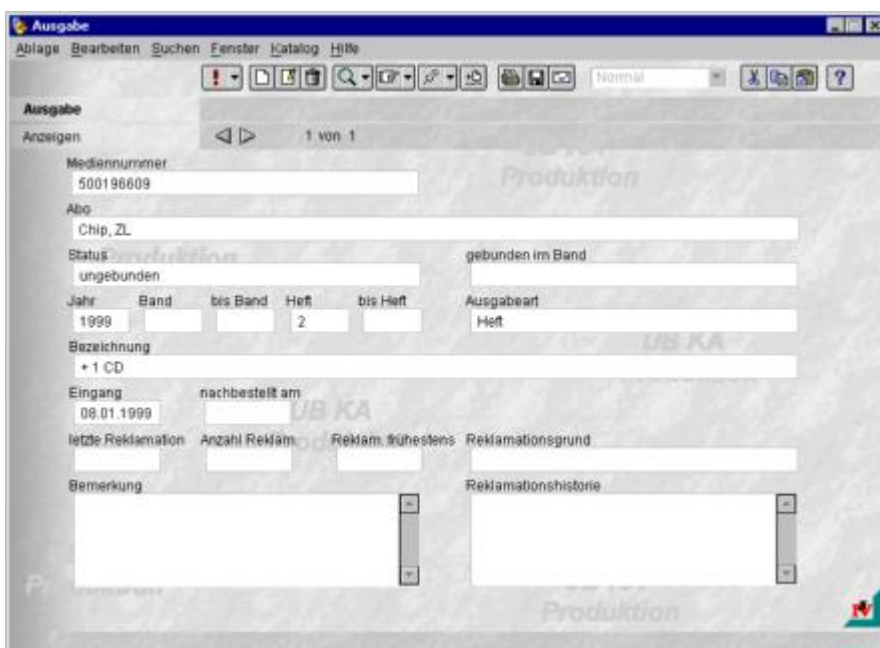 Ausgabe
Ablage Bearbeiten Suchen Fenster Katalog Hilfe
Normal
Ausgabe
Anzeigen 1 von 1
Mediennummer
500196609
Abo
Chip, ZL
Status gebunden im Band
ungebunden
Jahr Band bis Band Heft bis Heft Ausgabeart
1999 2 Heft
Bezeichnung
+ 1 CD
Eingang nachbestellt am
08.01.1999
letzte Reklamation Anzahl Reklam. Reklam. frühestens Reklamationsgrund
Bemerkung Reklamationshistorie
Produktion
Produktion
UB KA
UB KA
Produktion